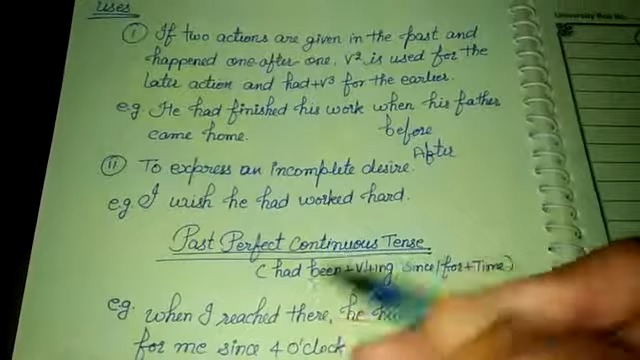 Uses
(i) If two actions are given in the past and
happened one after one, V2 is used for the
later action and had+V3 for the earlier.
e.g He had finished his work when his father
came home.
before
After
(ii) To express an incomplete desire.
e.g I wish he had worked hard.
Past Perfect Continuous Tense
(had been+V1+ing since/for+Time)
e.g. when I reached there, he
for me since 4 o'clock
University Roll No.